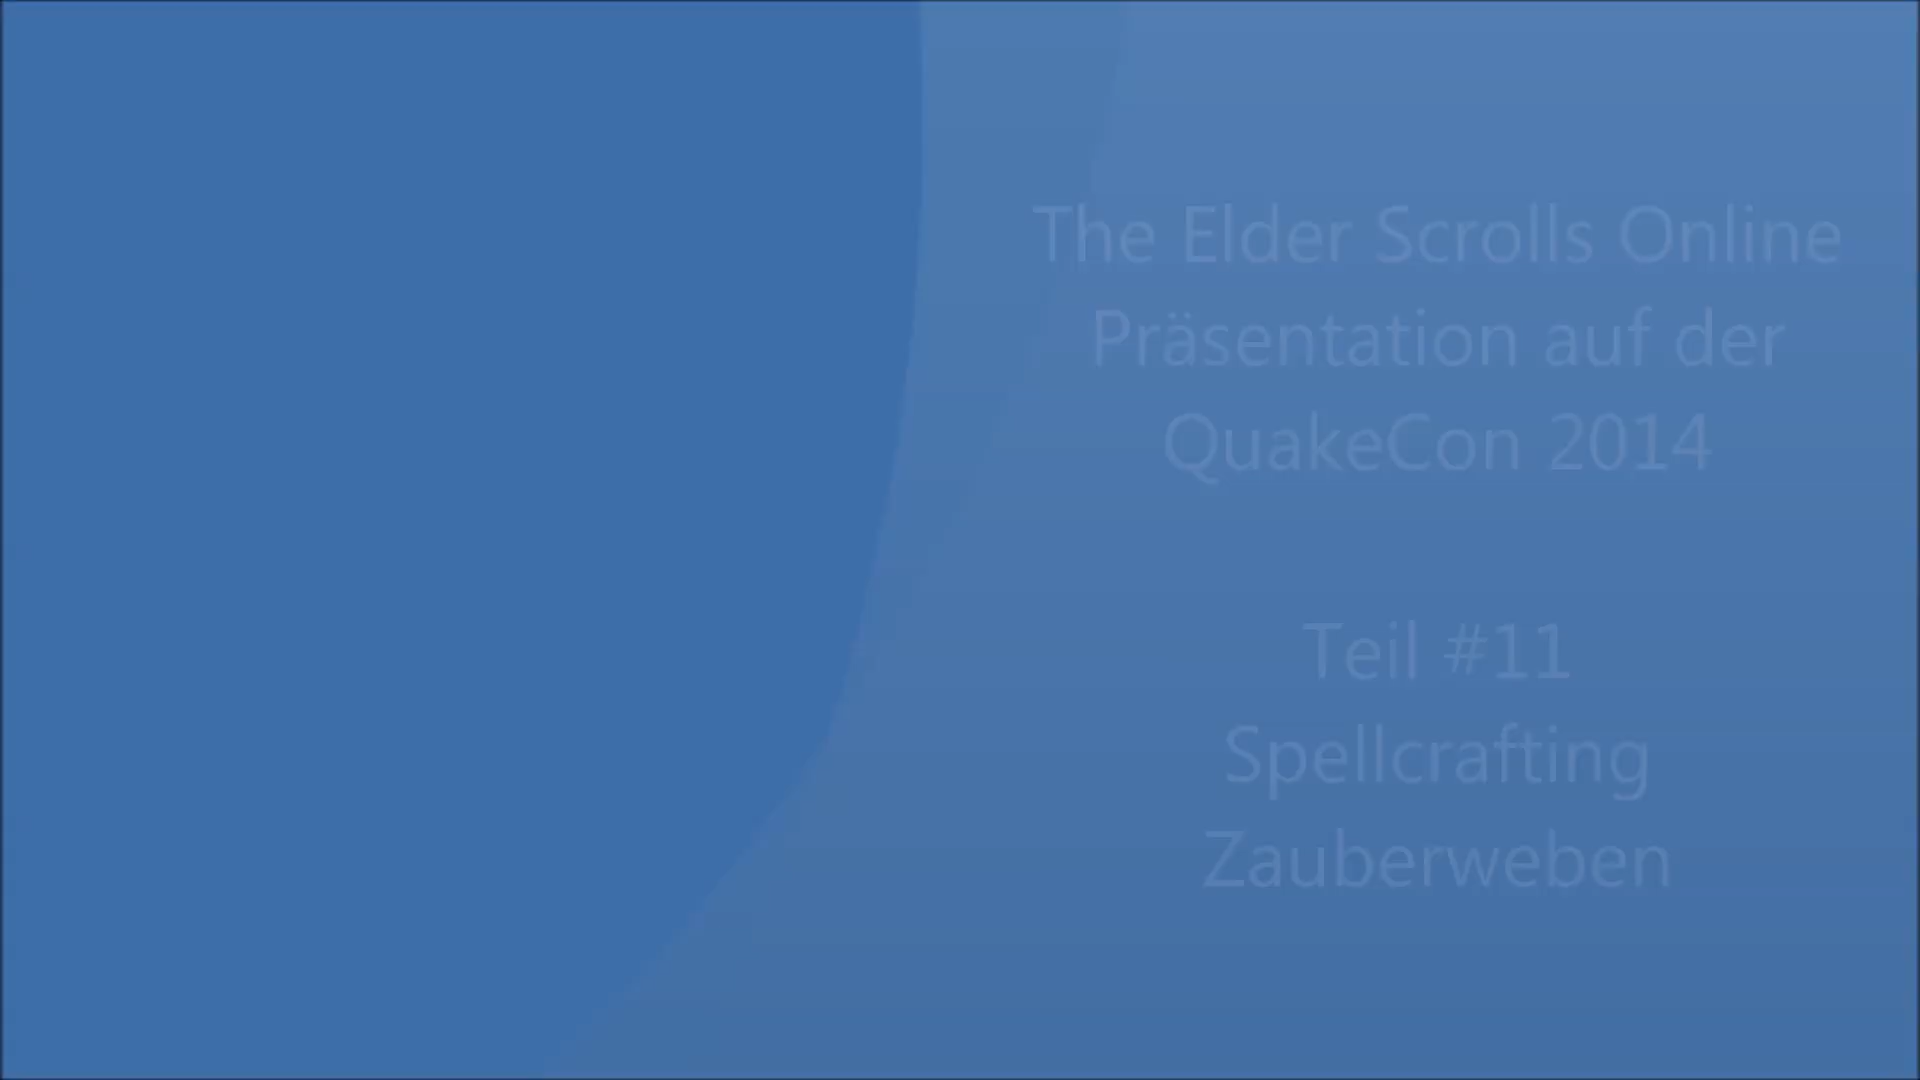 The Elder Scrolls Online
Präsentation auf der
QuakeCon 2014
Teil #11
Spellcrafting
Zauberweben